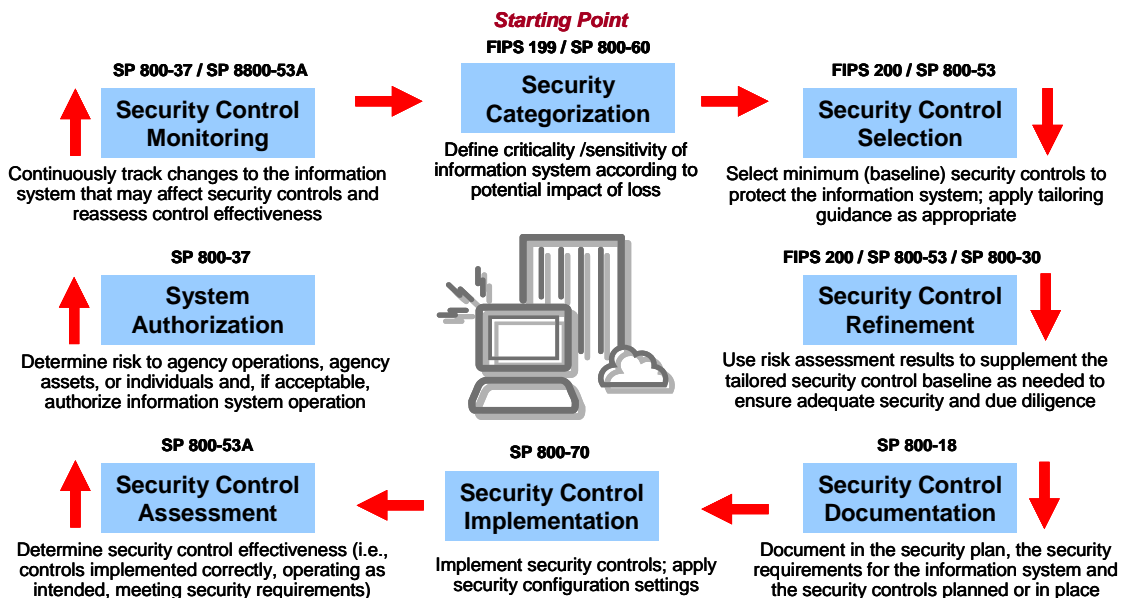 Starting Point
FIPS 199 / SP 800-60
Security
Categorization
Define criticality /sensitivity of
information system according to
potential impact of loss
FIPS 200 / SP 800-53
Security Control
Selection
Select minimum (baseline) security controls to
protect the information system; apply tailoring
guidance as appropriate
FIPS 200 / SP 800-53 / SP 800-30
Security Control
Refinement
Use risk assessment results to supplement the
tailored security control baseline as needed to
ensure adequate security and due diligence
SP 800-18
Security Control
Documentation
Document in the security plan, the security
requirements for the information system and
the security controls planned or in place
SP 800-70
Security Control
Implementation
Implement security controls; apply
security configuration settings
SP 800-53A
Security Control
Assessment
Determine security control effectiveness (i.e.,
controls implemented correctly, operating as
intended, meeting security requirements)
SP 800-37
System
Authorization
Determine risk to agency operations, agency
assets, or individuals and, if acceptable,
authorize information system operation
SP 800-37 / SP 8800-53A
Security Control
Monitoring
Continuously track changes to the information
system that may affect security controls and
reassess control effectiveness